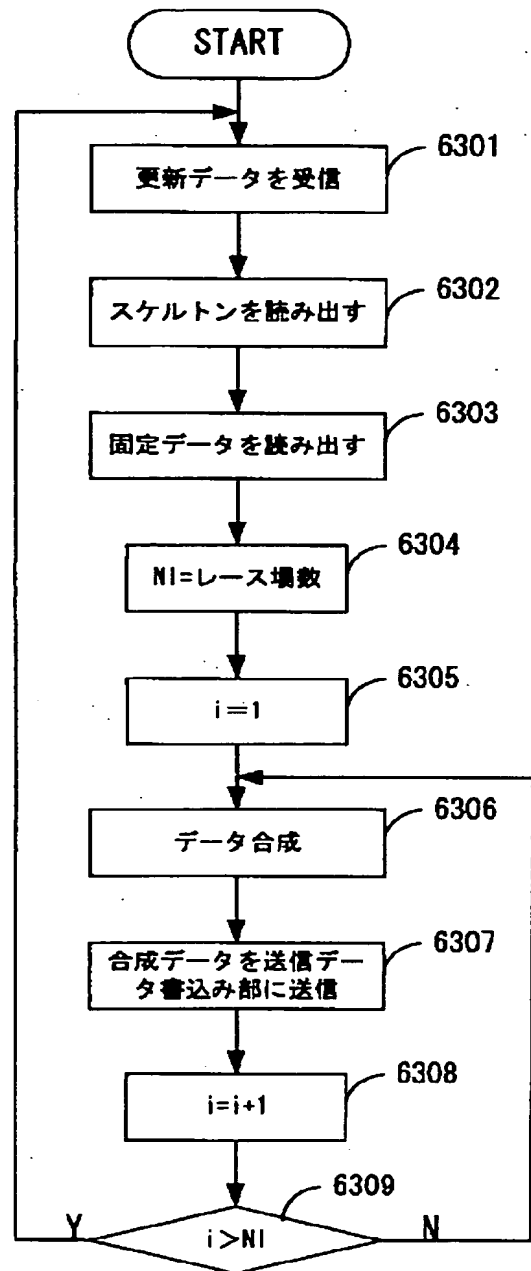 START
6301
更新データを受信
6302
スケルトンを読み出す
6303
固定データを読み出す
6304
NI=レース場数
6305
i=1
6306
データ合成
6307
合成データを送信デー
タ書込み部に送信
6308
i=i+1
6309
Y
i>NI
N